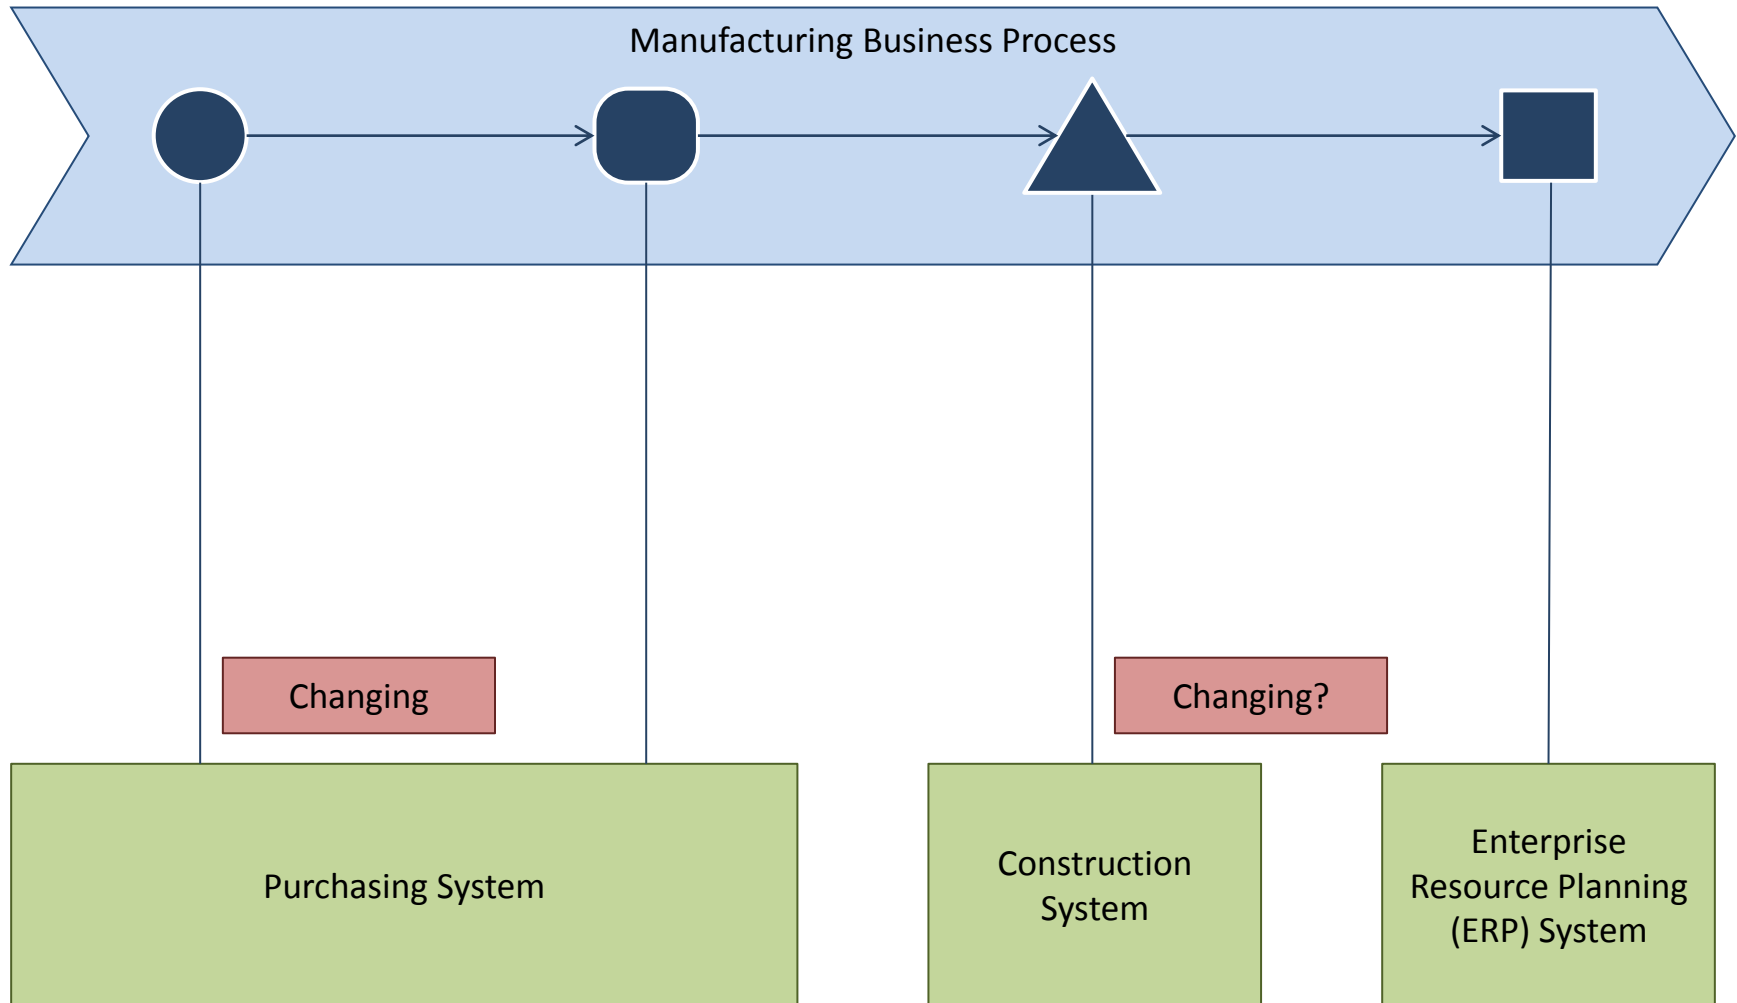 Manufacturing Business Process
Changing
Changing?
Purchasing System
Construction
System
Enterprise
Resource Planning
(ERP) System